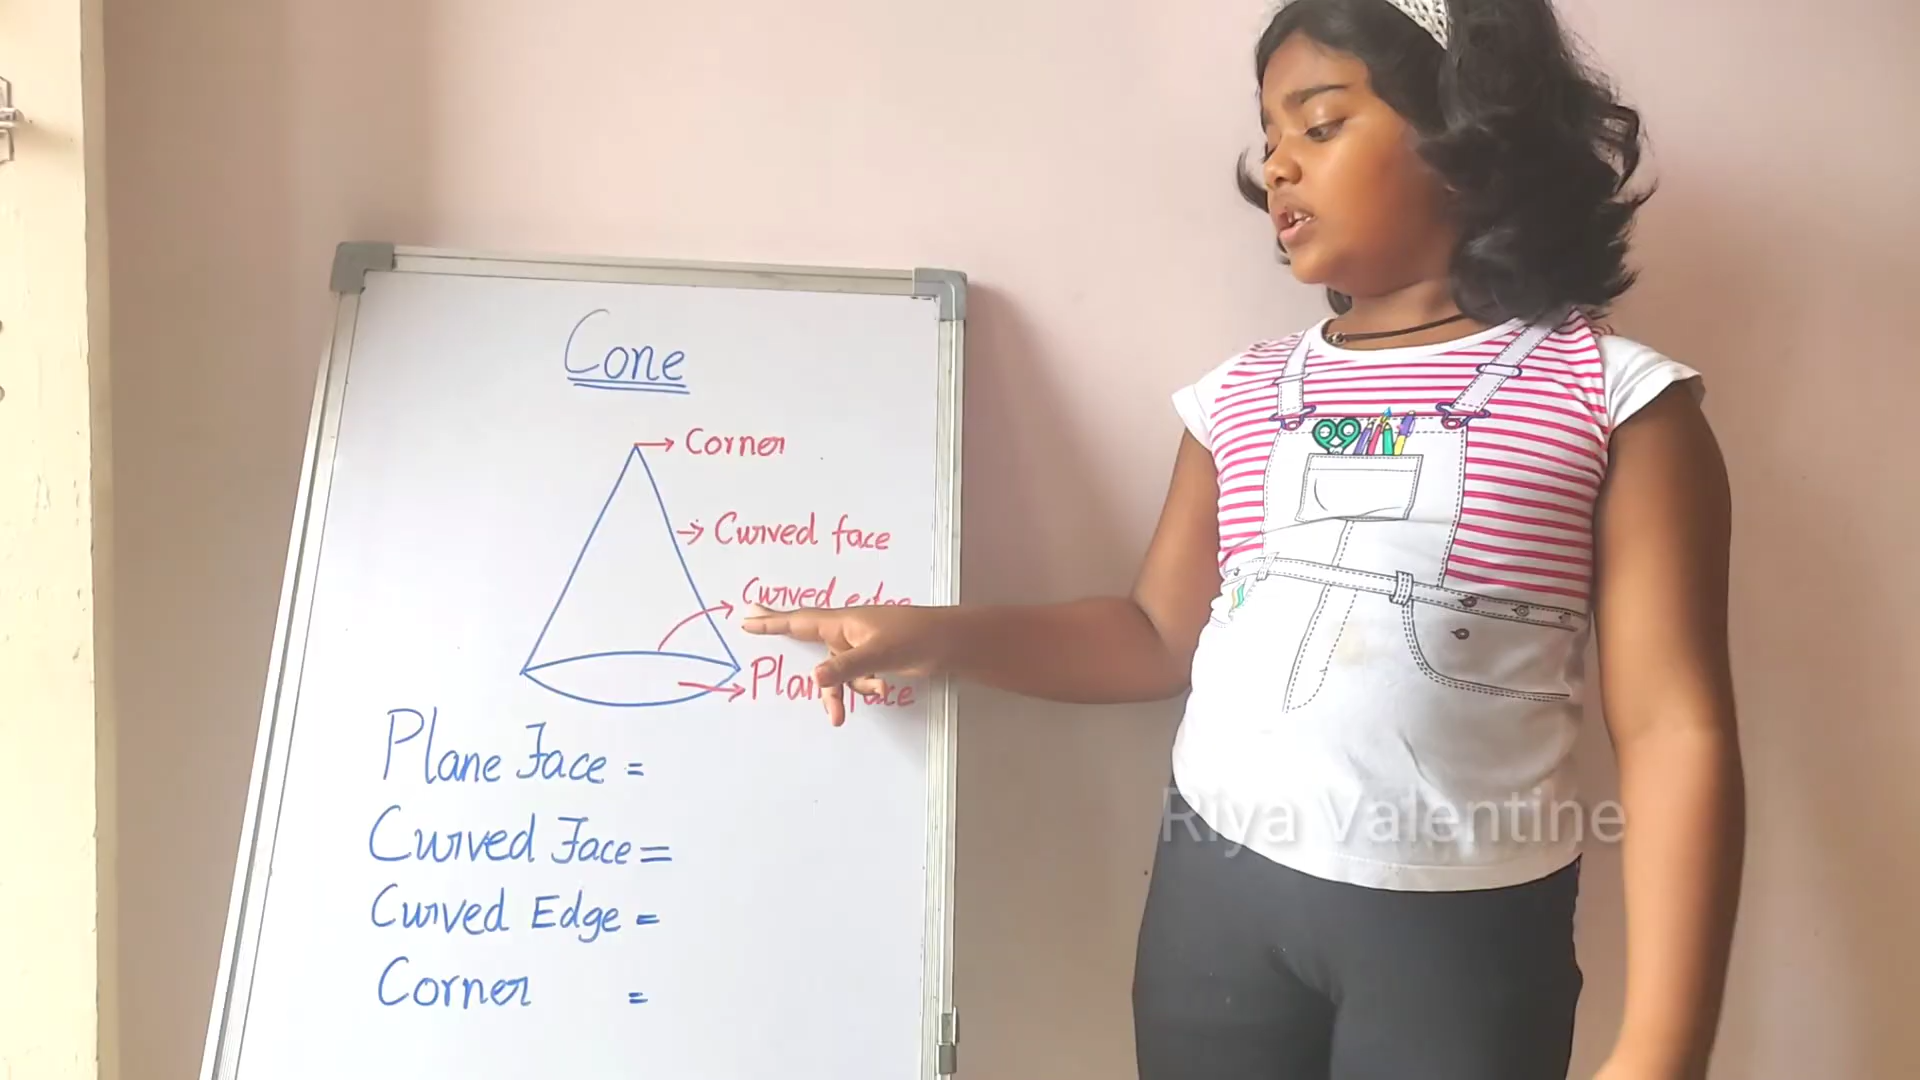 Cone
→ Corner
→ Curved face
Curved edge
Plane face
Plane Face =
Curved Face =
Curved Edge =
Corner =
Riya Valentine